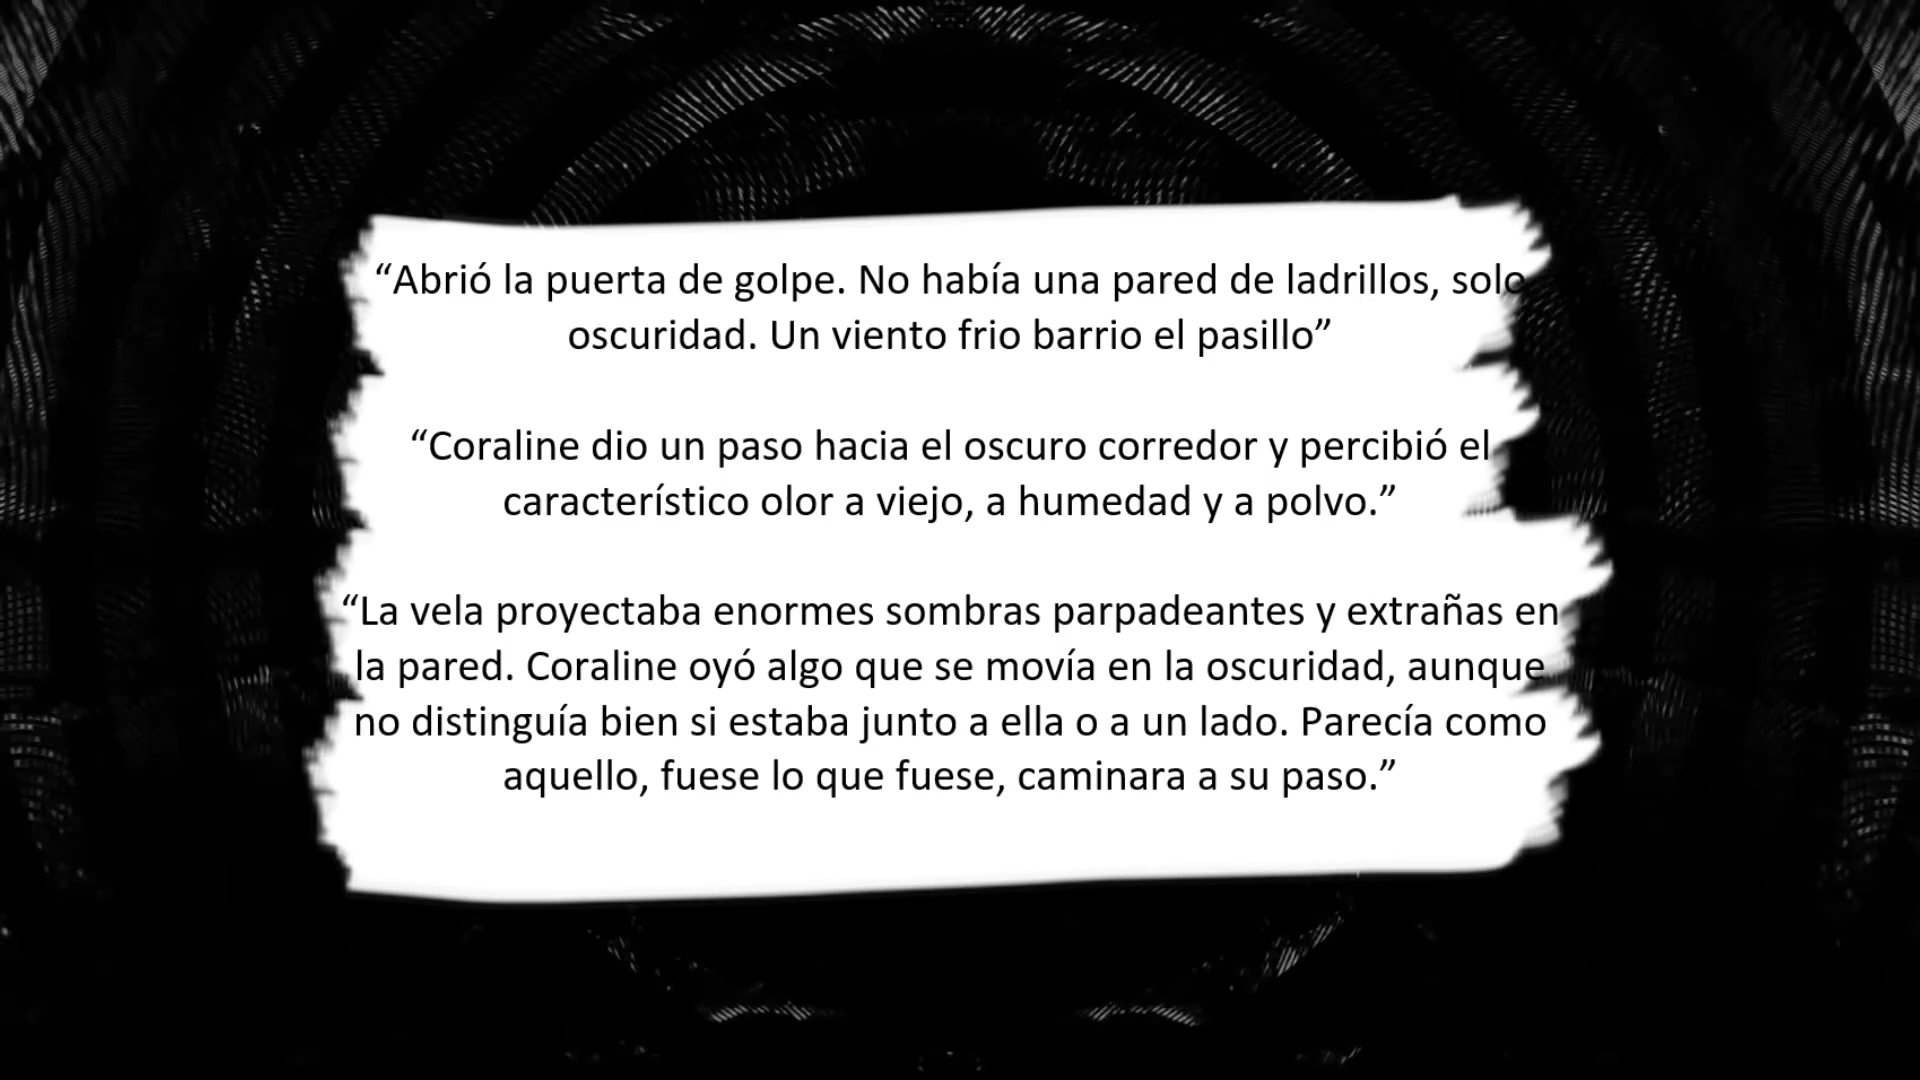 “Abrió la puerta de golpe. No había una pared de ladrillos, solo
oscuridad. Un viento frio barrio el pasillo”
“Coraline dio un paso hacia el oscuro corredor y percibió el
característico olor a viejo, a humedad y a polvo.”
“La vela proyectaba enormes sombras parpadeantes y extrañas en
la pared. Coraline oyó algo que se movía en la oscuridad, aunque
no distinguía bien si estaba junto a ella o a un lado. Parecía como
aquello, fuese lo que fuese, caminara a su paso.”